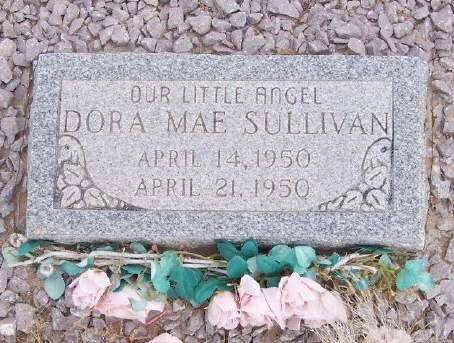 OUR LITTLE ANGEL
DORA MAE SULLIVAN
APRIL 14, 1950
APRIL 21, 1950